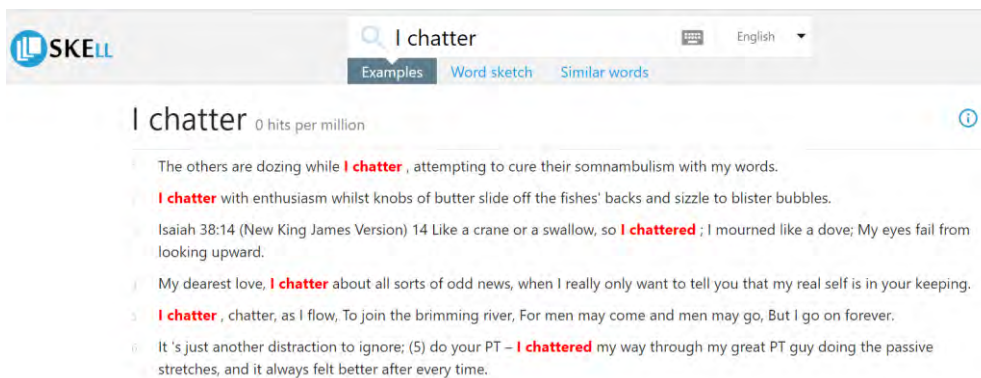 SKELL
I chatter
English
Examples Word sketch Similar words
I chatter 0 hits per million
The others are dozing while I chatter , attempting to cure their somnambulism with my words.
I chatter with enthusiasm whilst knobs of butter slide off the fishes' backs and sizzle to blister bubbles.
Isaiah 38:14 (New King James Version) 14 Like a crane or a swallow, so I chattered ; I mourned like a dove; My eyes fail from
looking upward.
My dearest love, I chatter about all sorts of odd news, when I really only want to tell you that my real self is in your keeping.
I chatter , chatter, as I flow, To join the brimming river, For men may come and men may go, But I go on forever.
It 's just another distraction to ignore; (5) do your PT – I chattered my way through my great PT guy doing the passive
stretches, and it always felt better after every time.